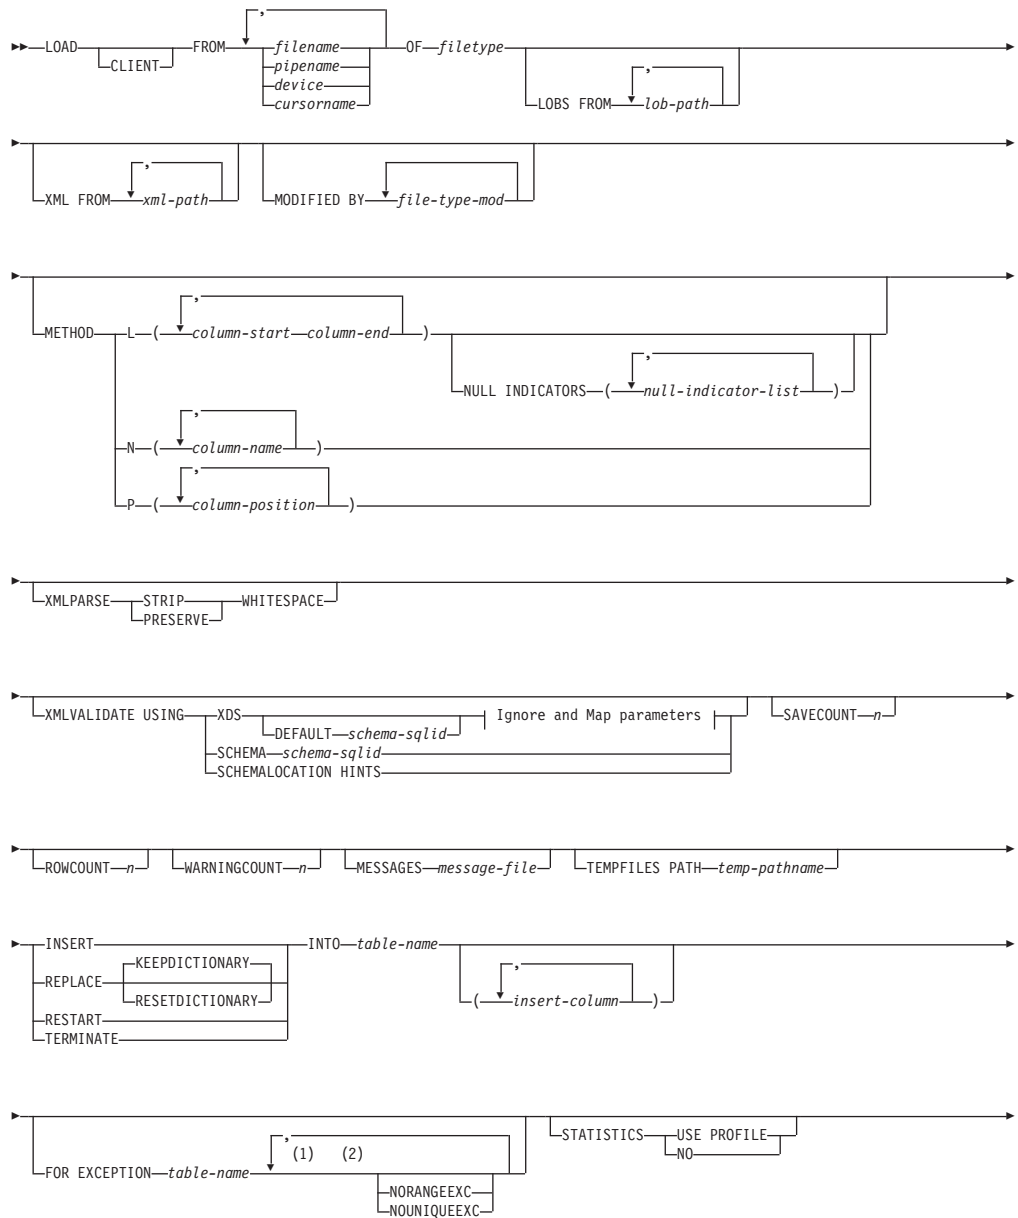 ,
LOAD CLIENT FROM filename OF filetype
pipename
device
cursorname
,
LOBS FROM lob-path
,
XML FROM xml-path MODIFIED BY file-type-mod
,
METHOD L ( column-start column-end )
,
NULL INDICATORS ( null-indicator-list )
,
N ( column-name )
,
P ( column-position )
XMLPARSE STRIP WHITESPACE
PRESERVE
XMLVALIDATE USING XDS Ignore and Map parameters SAVECOUNT n
DEFAULT schema-sqlid
SCHEMA schema-sqlid
SCHEMALOCATION HINTS
ROWCOUNT n WARNINGCOUNT n MESSAGES message-file TEMPFILES PATH temp-pathname
INSERT INTO table-name
KEEPDICTIONARY
REPLACE
RESETDICTIONARY
RESTART
TERMINATE
,
( insert-column )
,
(1) (2)
FOR EXCEPTION table-name
NORANGEEXC
NOUNIQUEEXC
STATISTICS USE PROFILE
NO